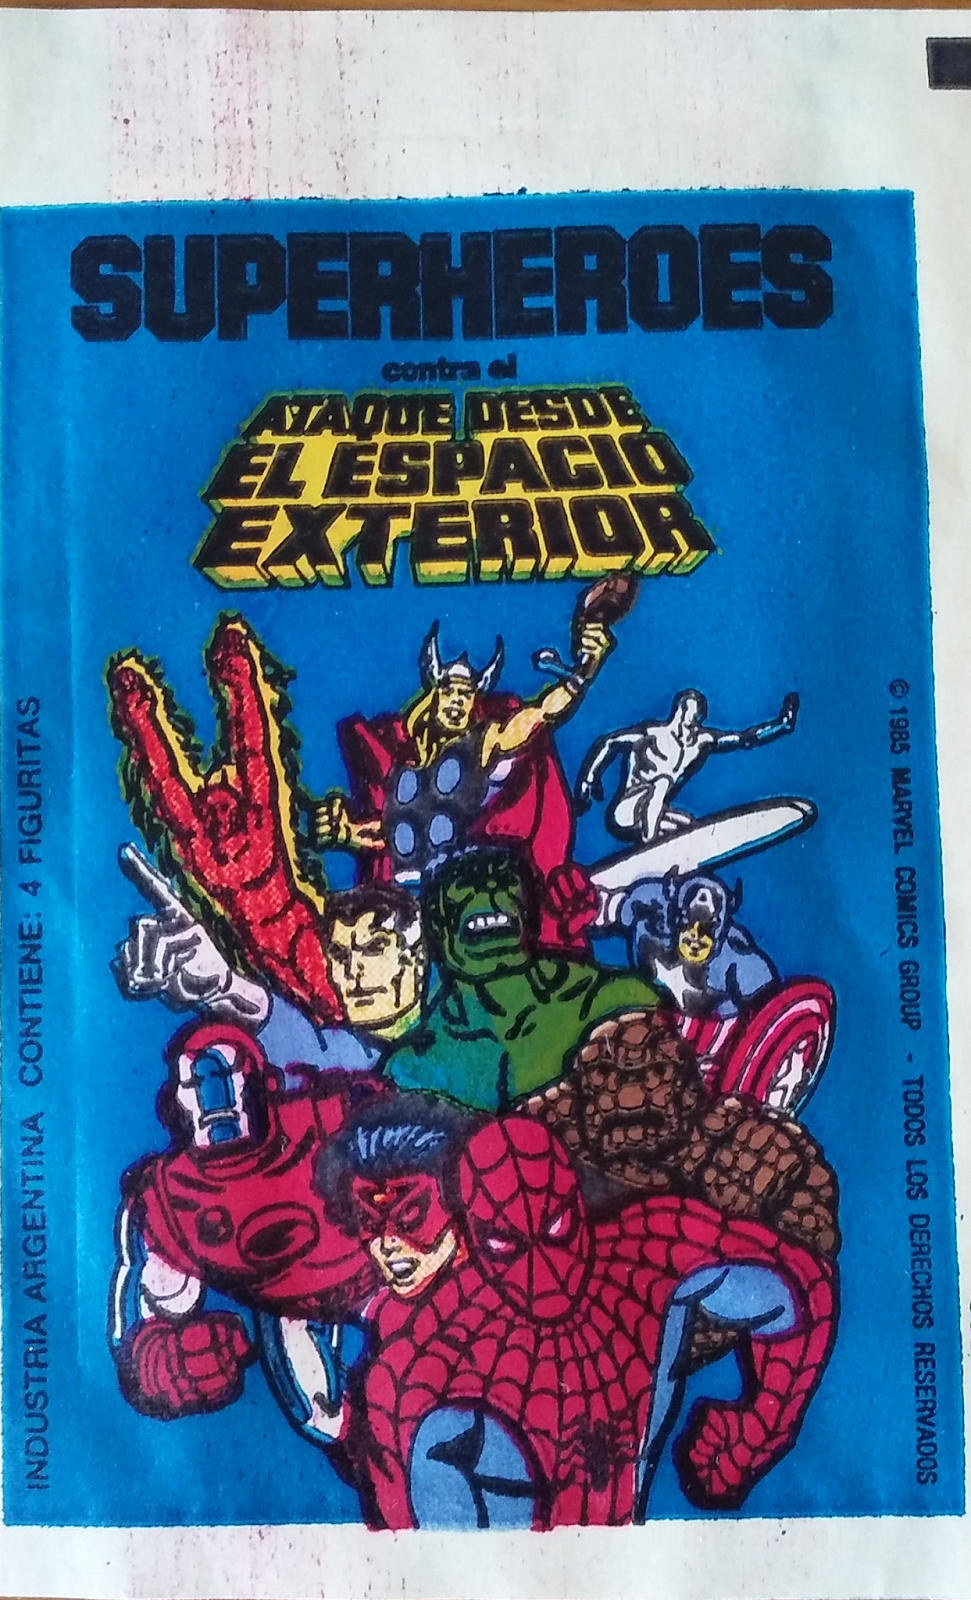 SUPERHEROES
contra el
ATAQUE DESDE
EL ESPACIO
EXTERIOR
INDUSTRIA ARGENTINA CONTIENE: 4 FIGURITAS
© 1985 MARVEL COMICS GROUP - TODOS LOS DERECHOS RESERVADOS
A